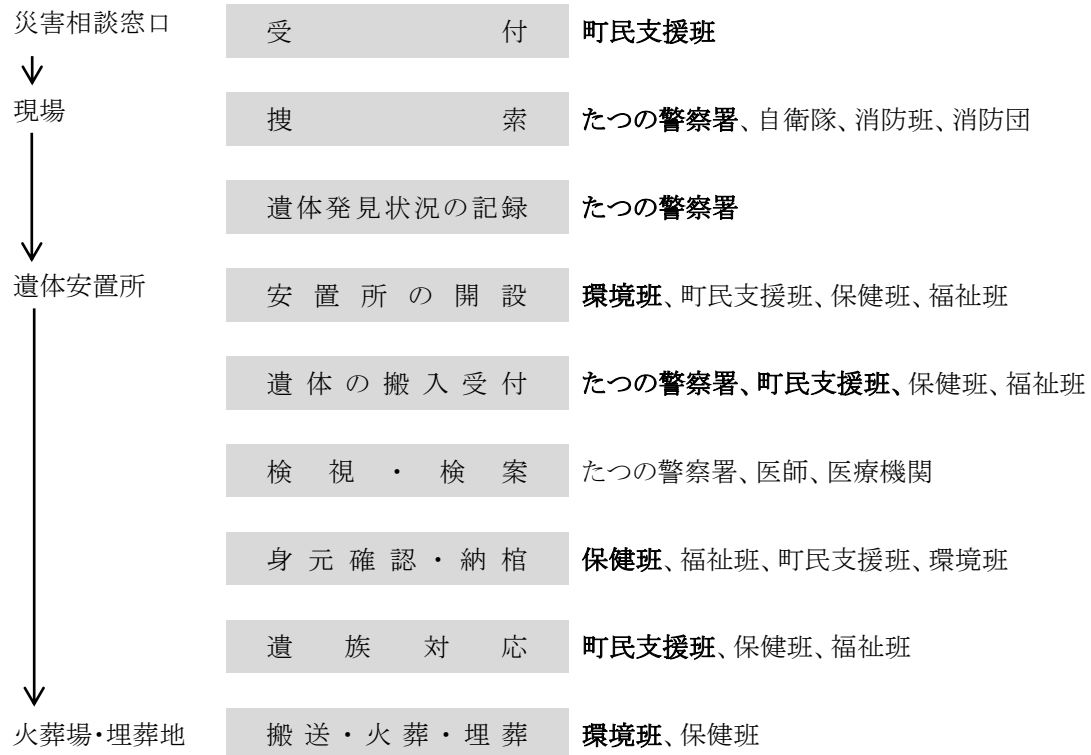 災害相談窓口 受付 町民支援班
現場 捜索 たつの警察署、自衛隊、消防班、消防団
遺体発見状況の記録 たつの警察署
遺体安置所 安置所の開設 環境班、町民支援班、保健班、福祉班
遺体の搬入受付 たつの警察署、町民支援班、保健班、福祉班
検視・検案 たつの警察署、医師、医療機関
身元確認・納棺 保健班、福祉班、町民支援班、環境班
遺族対応 町民支援班、保健班、福祉班
火葬場・埋葬地 搬送・火葬・埋葬 環境班、保健班